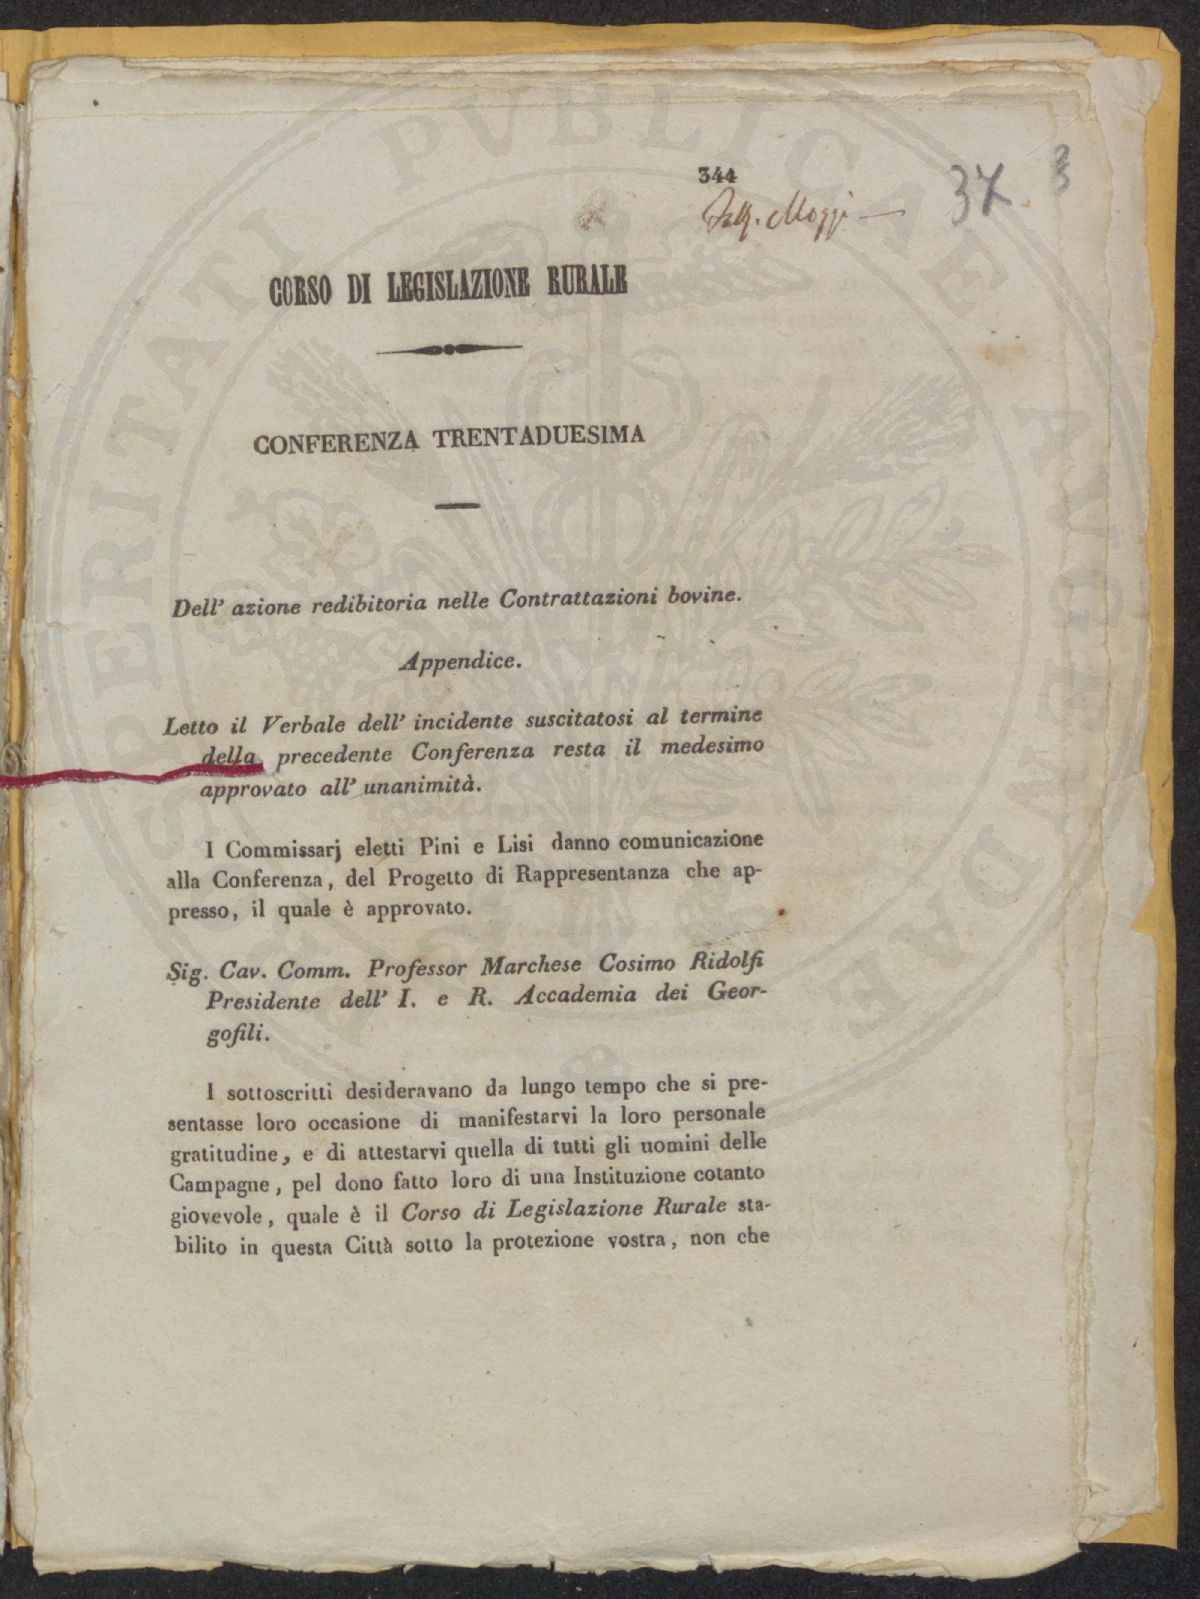 344
Moggi
37 3
CORSO DI LEGISLAZIONE RURALE
CONFERENZA TRENTADUESIMA
Dell' azione redibitoria nelle Contrattazioni bovine.
Appendice.
Letto il Verbale dell' incidente suscitatosi al termine
della precedente Conferenza resta il medesimo
approvato all' unanimità.
I Commissarj eletti Pini e Lisi danno comunicazione
alla Conferenza, del Progetto di Rappresentanza che ap-
presso, il quale è approvato.
Sig. Cav. Comm. Professor Marchese Cosimo Ridolfi
Presidente dell' I. e R. Accademia dei Geor-
gofili.
I sottoscritti desideravano da lungo tempo che si pre-
sentasse loro occasione di manifestarvi la loro personale
gratitudine, e di attestarvi quella di tutti gli uomini delle
Campagne, pel dono fatto loro di una Instituzione cotanto
giovevole, quale è il Corso di Legislazione Rurale sta-
bilito in questa Città sotto la protezione vostra, non che
PROSPERITATI PVBLICAE AVGENDAE